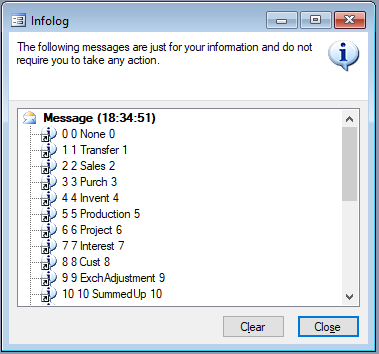 Infolog
The following messages are just for your information and do not
require you to take any action.
Message (18:34:51)
0 0 None 0
1 1 Transfer 1
2 2 Sales 2
3 3 Purch 3
4 4 Invent 4
5 5 Production 5
6 6 Project 6
7 7 Interest 7
8 8 Cust 8
9 9 ExchAdjustment 9
10 10 SummedUp 10
Clear
Close